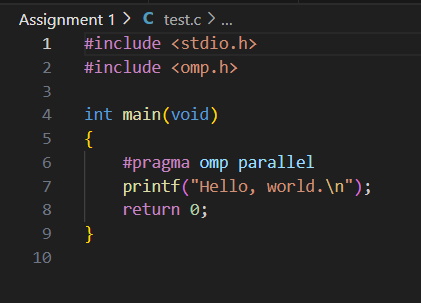 Assignment 1 > C test.c > ...
1 #include <stdio.h>
2 #include <omp.h>
3
4 int main(void)
5 {
6     #pragma omp parallel
7     printf("Hello, world.\n");
8     return 0;
9 }
10